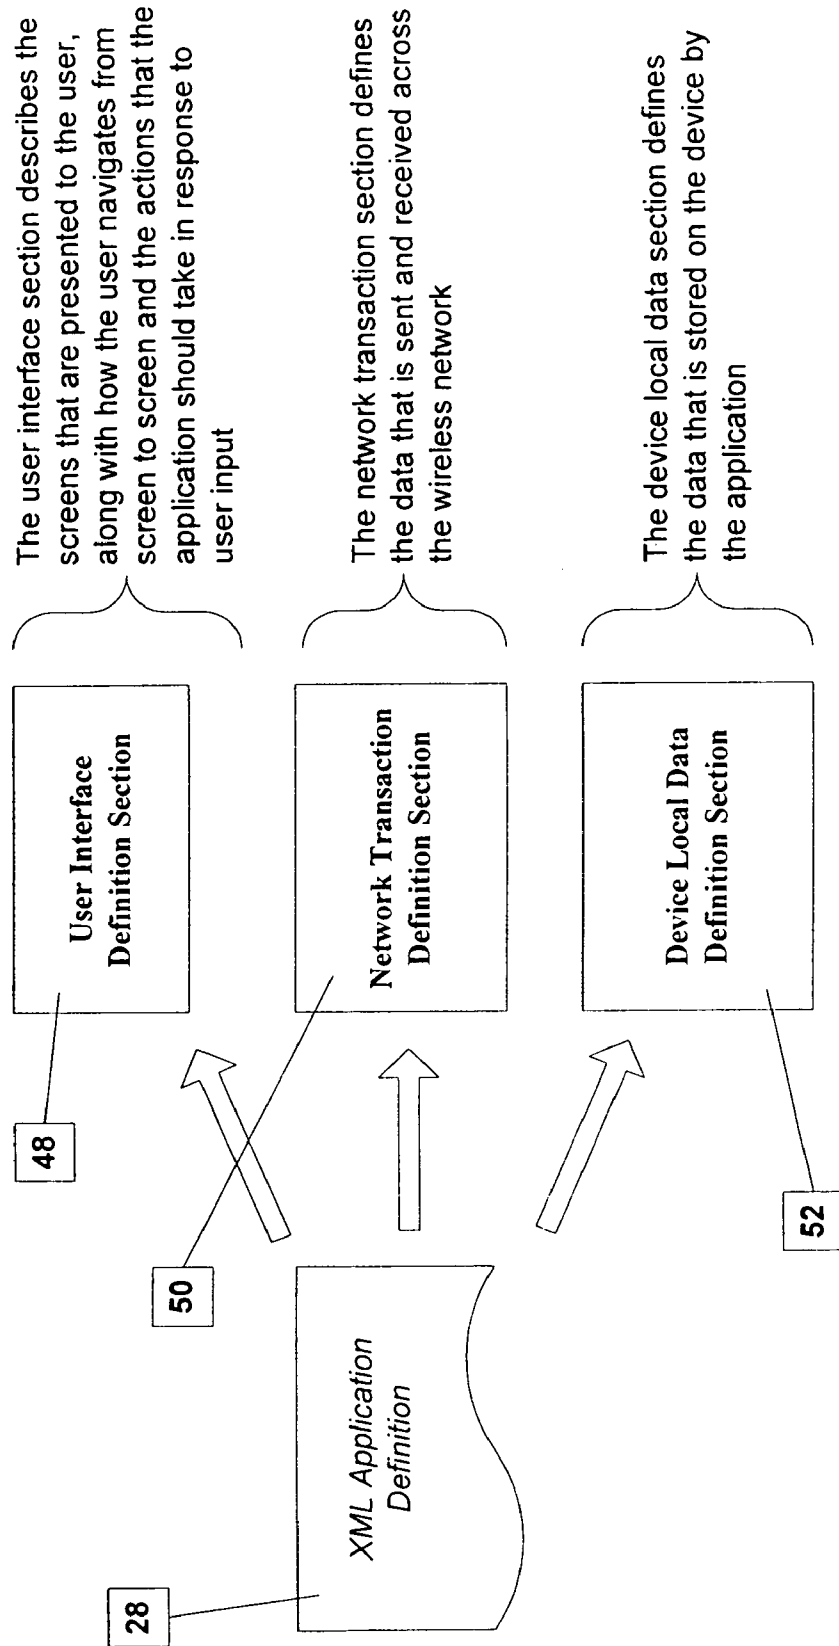 28
XML Application
Definition
48
User Interface
Definition Section
The user interface section describes the
screens that are presented to the user,
along with how the user navigates from
screen to screen and the actions that the
application should take in response to
user input
50
Network Transaction
Definition Section
The network transaction section defines
the data that is sent and received across
the wireless network
52
Device Local Data
Definition Section
The device local data section defines
the data that is stored on the device by
the application